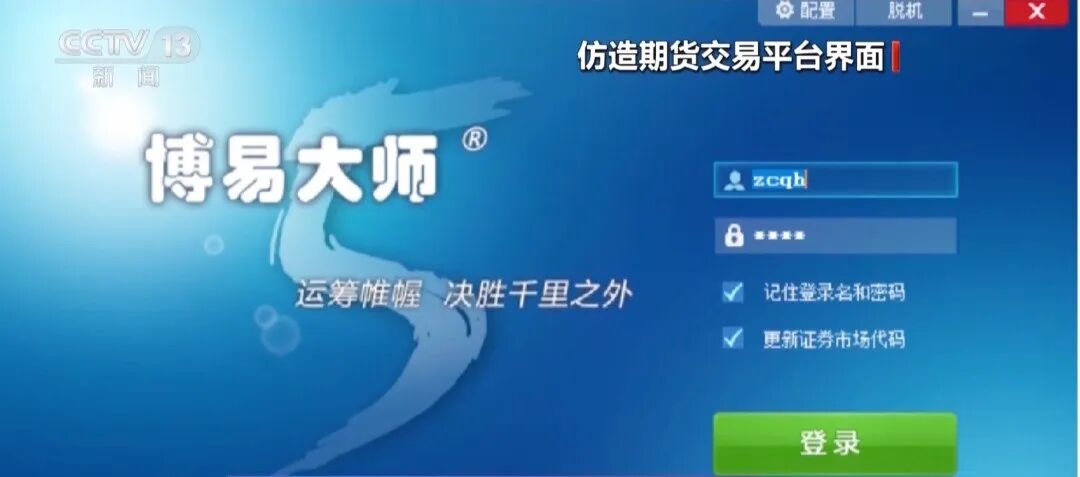 配置 脱机
CCTV 13
新闻
仿造期货交易平台界面
博易大师®
zcqh
运筹帷幄 决胜千里之外
记住登录名和密码
更新证券市场代码
登录